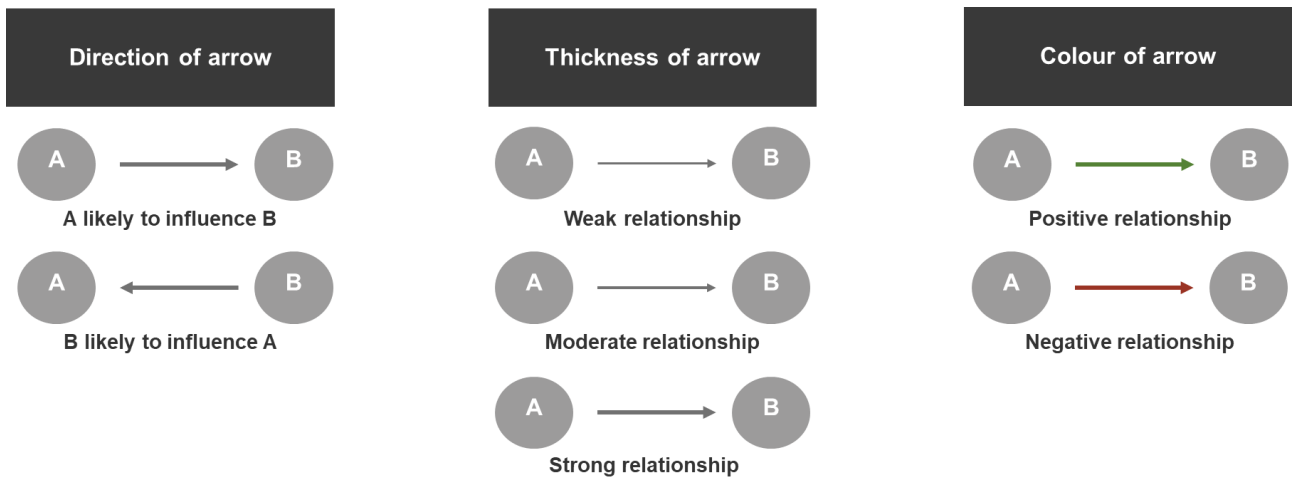 Direction of arrow
A
B
A likely to influence B
A
B
B likely to influence A
Thickness of arrow
A
B
Weak relationship
A
B
Moderate relationship
A
B
Strong relationship
Colour of arrow
A
B
Positive relationship
A
B
Negative relationship